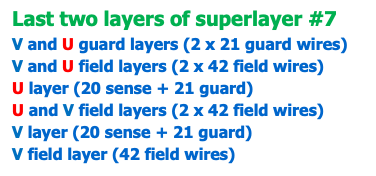 Last two layers of superlayer #7
V and U guard layers (2 x 21 guard wires)
V and U field layers (2 x 42 field wires)
U layer (20 sense + 21 guard)
U and V field layers (2 x 42 field wires)
V layer (20 sense + 21 guard)
V field layer (42 field wires)